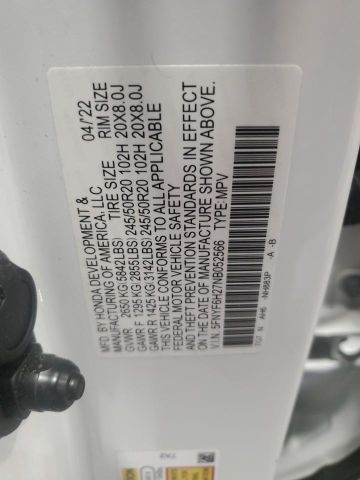 MFD. BY HONDA DEVELOPMENT & 04/22
MANUFACTURING OF AMERICA, LLC
TIRE SIZE RIM SIZE
GVWR 2650 KG (5842LBS)
GAWR F 1295 KG (2855LBS) 245/50R20 102H 20X8.0J
GAWR R 1425 KG (3142LBS) 245/50R20 102H 20X8.0J
THIS VEHICLE CONFORMS TO ALL APPLICABLE
FEDERAL MOTOR VEHICLE SAFETY
AND THEFT PREVENTION STANDARDS IN EFFECT
ON THE DATE OF MANUFACTURE SHOWN ABOVE.
V.I.N. 5FNYF6H27NB052566 TYPE:MPV
TG7 N AH6 NH883P -A -B